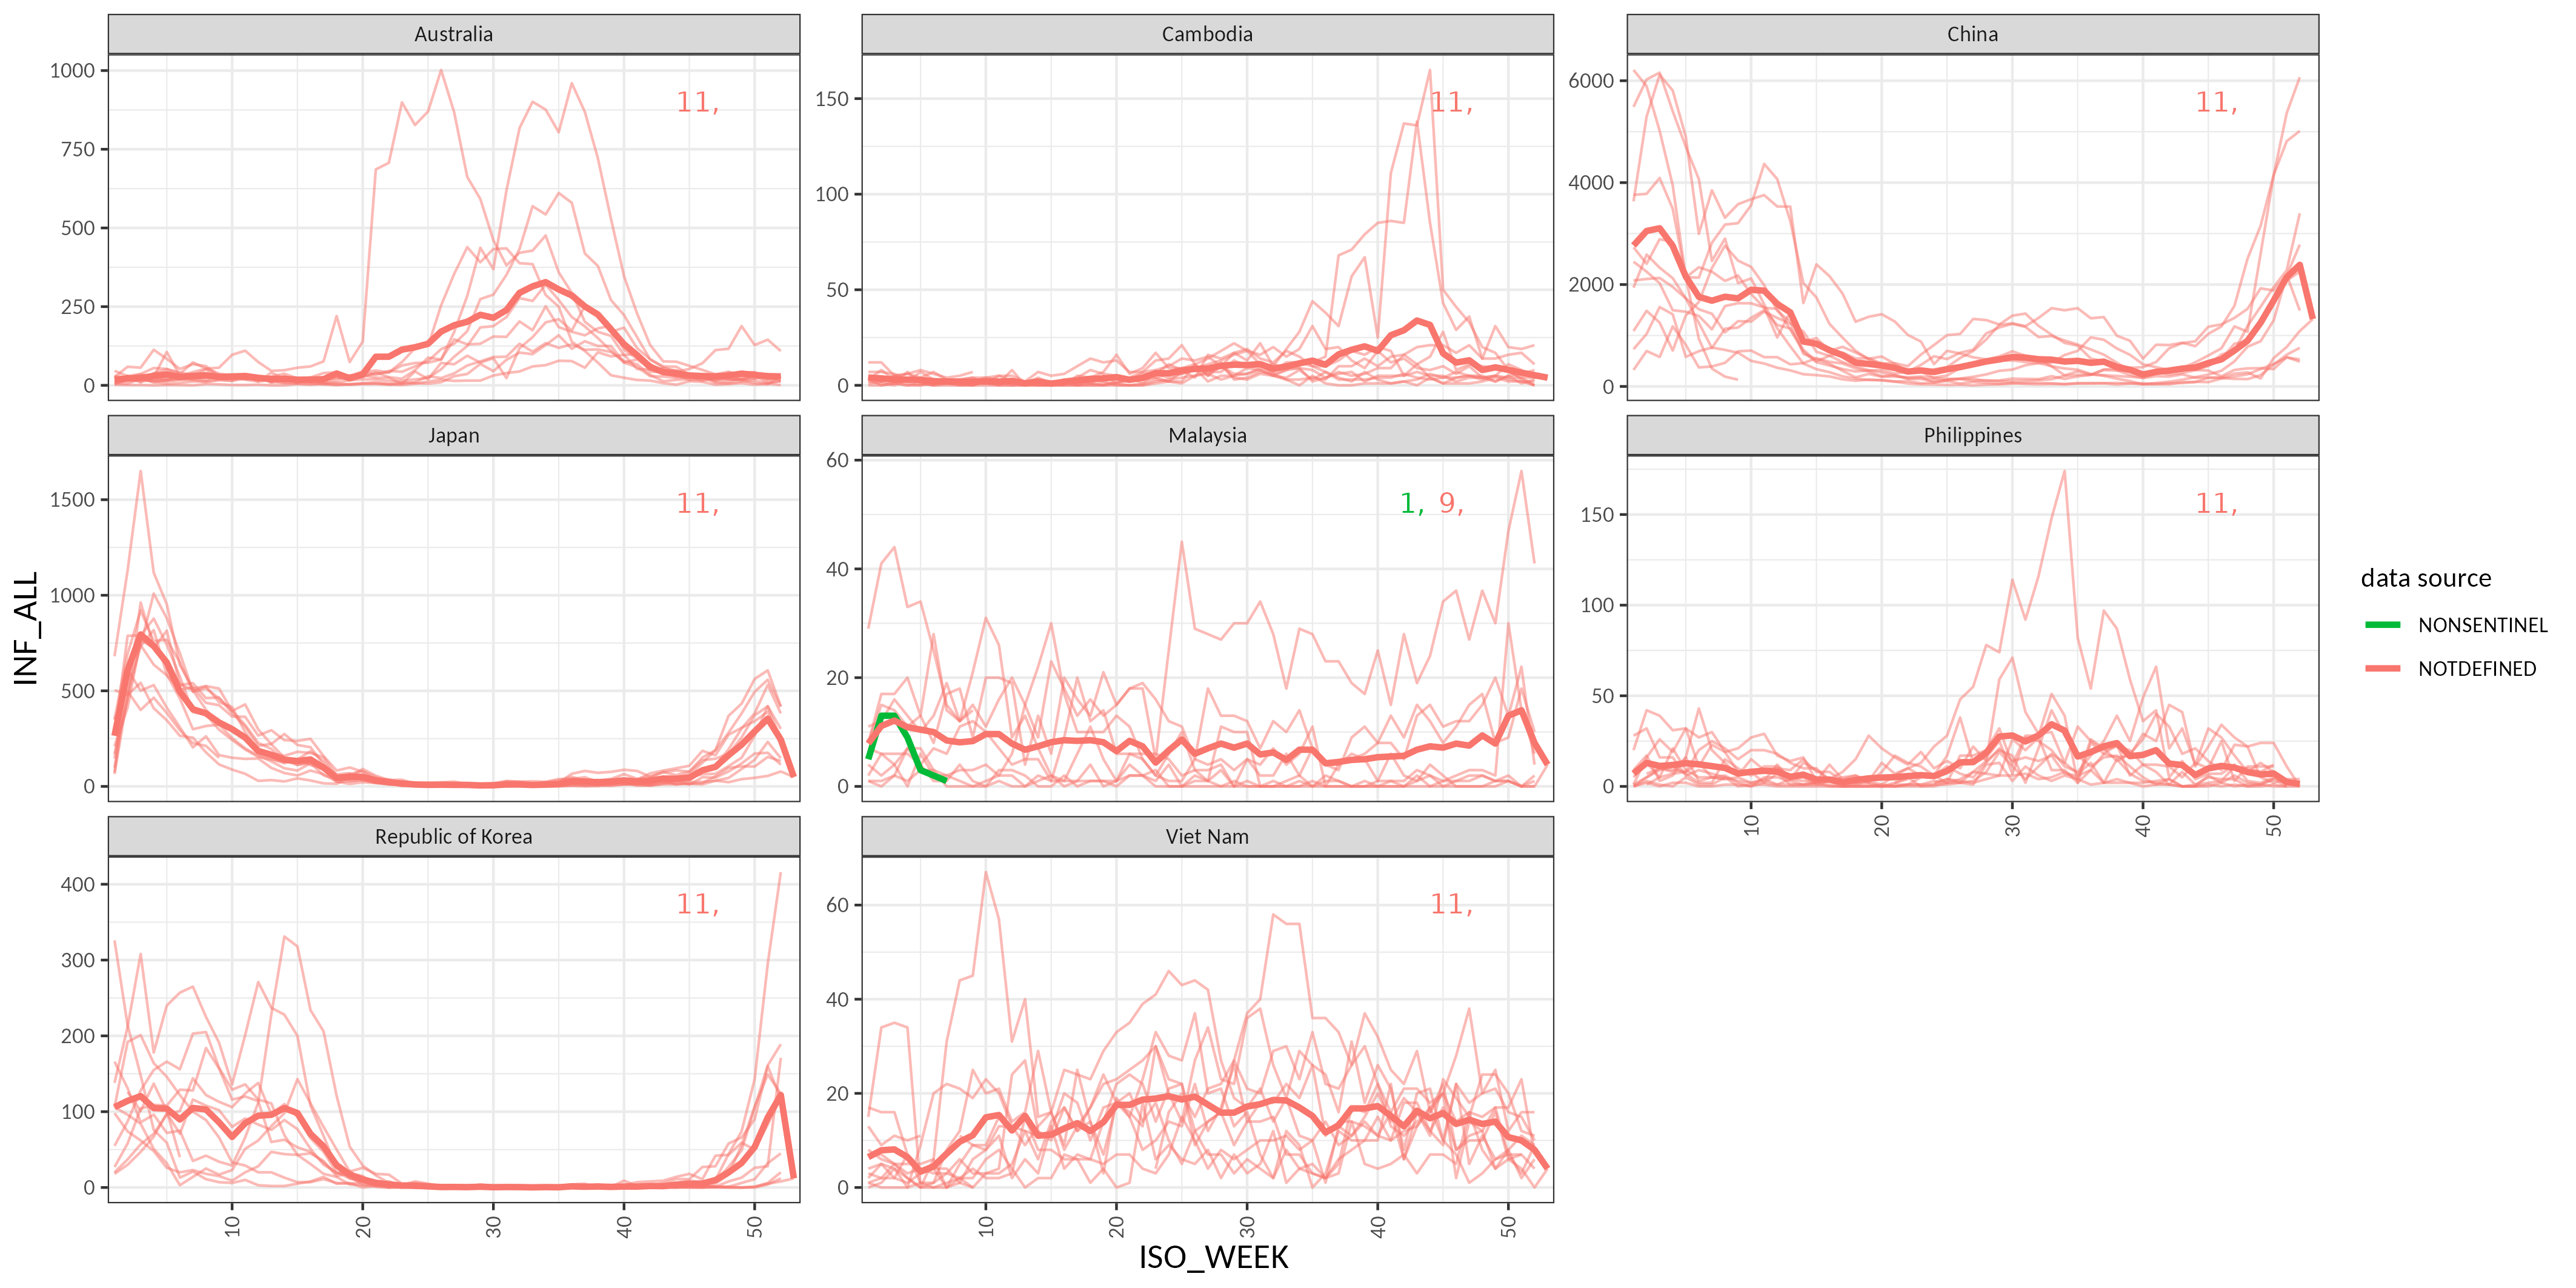 Australia
Cambodia
China
1000
750
500
250
0
11,
150
100
50
0
11,
6000
4000
2000
0
11,
Japan
Malaysia
Philippines
1500
1000
500
0
11,
60
40
20
0
1, 9,
150
100
50
0
11,
10 20 30 40 50
Republic of Korea
Viet Nam
400
300
200
100
0
11,
60
40
20
0
11,
10 20 30 40 50
10 20 30 40 50
INF_ALL
ISO_WEEK
data source
NONSENTINEL
NOTDEFINED